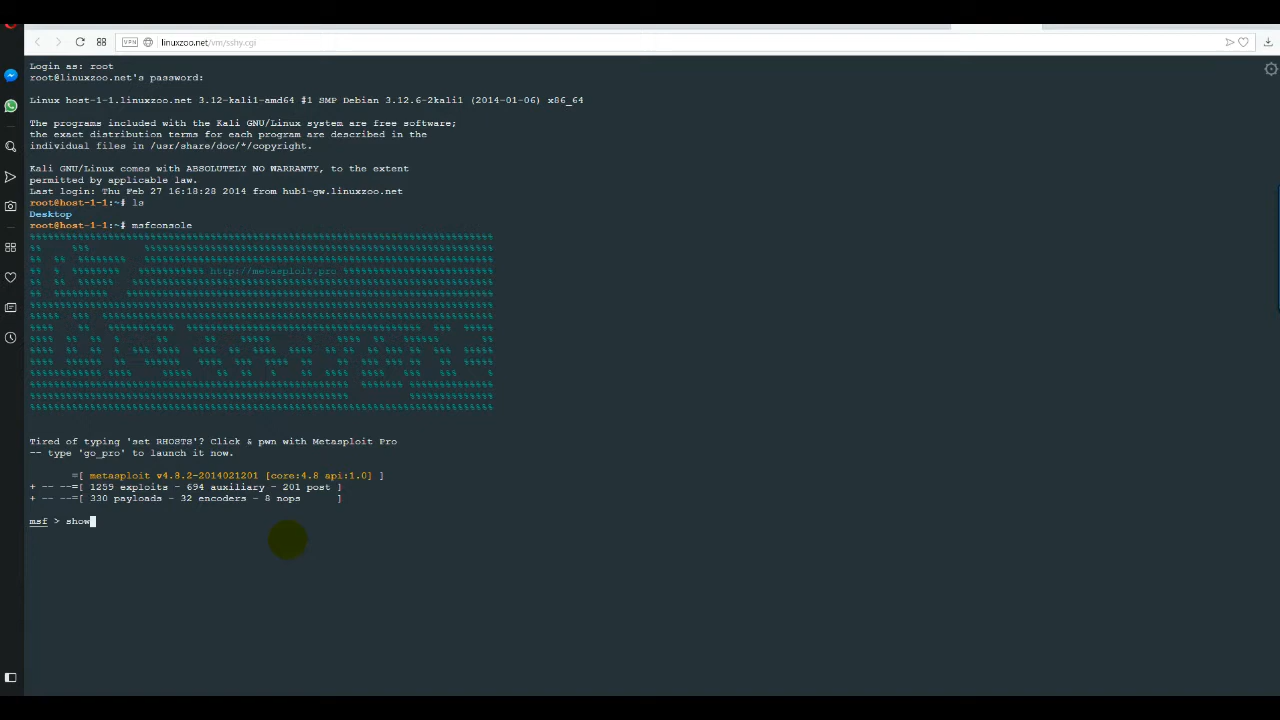 VPN linuxzoo.net/vm/sshy.cgi
Login as: root
root@linuxzoo.net's password:
Linux host-1-1.linuxzoo.net 3.12-kali1-amd64 #1 SMP Debian 3.12.6-2kali1 (2014-01-06) x86_64
The programs included with the Kali GNU/Linux system are free software;
the exact distribution terms for each program are described in the
individual files in /usr/share/doc/*/copyright.
Kali GNU/Linux comes with ABSOLUTELY NO WARRANTY, to the extent
permitted by applicable law.
Last login: Thu Feb 27 16:18:28 2014 from hub1-gw.linuxzoo.net
root@host-1-1:~# ls
Desktop
root@host-1-1:~# msfconsole
http://metasploit.pro
Tired of typing 'set RHOSTS'? Click & pwn with Metasploit Pro
-- type 'go_pro' to launch it now.
=[ metasploit v4.8.2-2014021201 [core:4.8 api:1.0] ]
+ -- --=[ 1259 exploits - 694 auxiliary - 201 post ]
+ -- --=[ 330 payloads - 32 encoders - 8 nops ]
msf > show